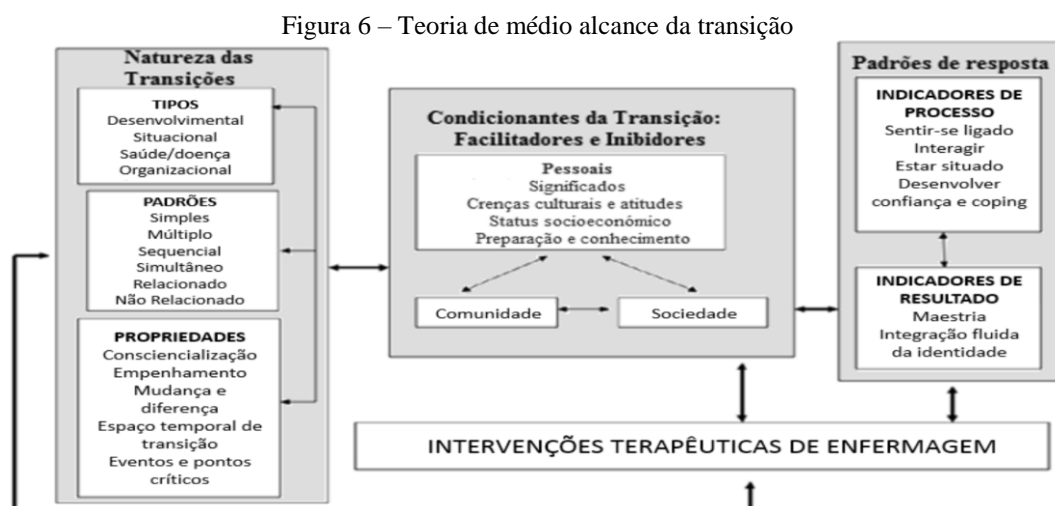 Figura 6 – Teoria de médio alcance da transição
Natureza das
Transições
TIPOS
Desenvolvimental
Situacional
Saúde/doença
Organizacional
PADRÕES
Simples
Múltiplo
Sequencial
Simultâneo
Relacionado
Não Relacionado
PROPRIEDADES
Consciencialização
Empenhamento
Mudança e
diferença
Espaço temporal de
transição
Eventos e pontos
críticos
Condicionantes da Transição:
Facilitadores e Inibidores
Pessoais
Significados
Crenças culturais e atitudes
Status socioeconómico
Preparação e conhecimento
Comunidade
Sociedade
Padrões de resposta
INDICADORES DE
PROCESSO
Sentir-se ligado
Interagir
Estar situado
Desenvolver
confiança e coping
INDICADORES DE
RESULTADO
Maestria
Integração fluida
da identidade
INTERVENÇÕES TERAPÊUTICAS DE ENFERMAGEM